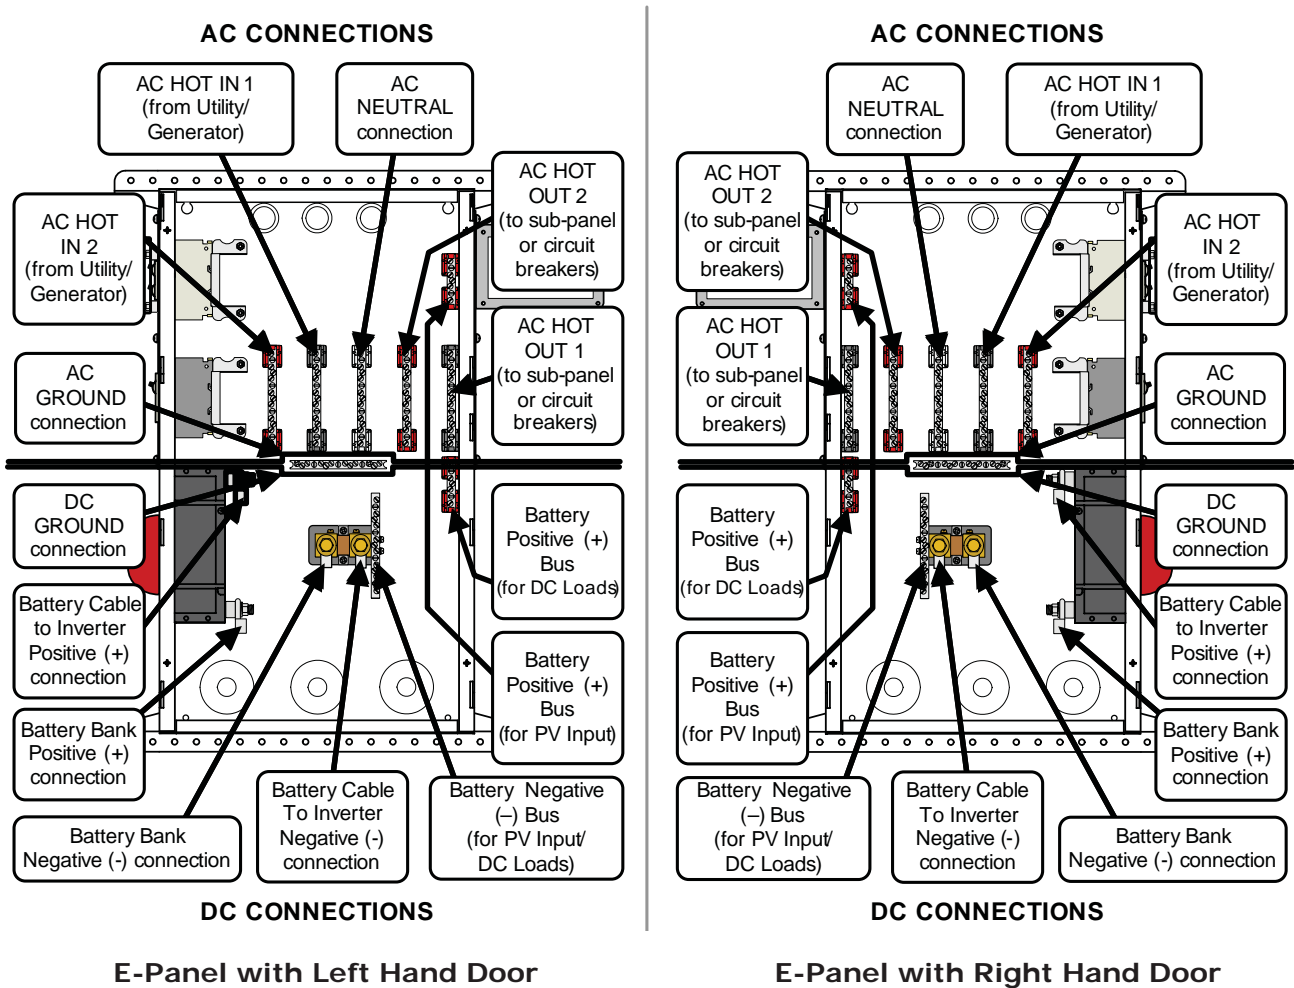 AC CONNECTIONS
AC HOT IN 1
(from Utility/
Generator)
AC
NEUTRAL
connection
AC HOT
OUT 2
(to sub-panel
or circuit
breakers)
AC HOT
IN 2
(from Utility/
Generator)
AC HOT
OUT 1
(to sub-panel
or circuit
breakers)
AC
GROUND
connection
DC
GROUND
connection
Battery
Positive (+)
Bus
(for DC Loads)
Battery Cable
to Inverter
Positive (+)
connection
Battery
Positive (+)
Bus
(for PV Input)
Battery Bank
Positive (+)
connection
Battery Bank
Negative (-) connection
Battery Cable
To Inverter
Negative (-)
connection
Battery Negative
(–) Bus
(for PV Input/
DC Loads)
DC CONNECTIONS
E-Panel with Left Hand Door
AC CONNECTIONS
AC
NEUTRAL
connection
AC HOT IN 1
(from Utility/
Generator)
AC HOT
OUT 2
(to sub-panel
or circuit
breakers)
AC HOT
IN 2
(from Utility/
Generator)
AC HOT
OUT 1
(to sub-panel
or circuit
breakers)
AC
GROUND
connection
Battery
Positive (+)
Bus
(for DC Loads)
DC
GROUND
connection
Battery Cable
to Inverter
Positive (+)
connection
Battery
Positive (+)
Bus
(for PV Input)
Battery Bank
Positive (+)
connection
Battery Negative
(–) Bus
(for PV Input/
DC Loads)
Battery Cable
To Inverter
Negative (-)
connection
Battery Bank
Negative (-) connection
DC CONNECTIONS
E-Panel with Right Hand Door